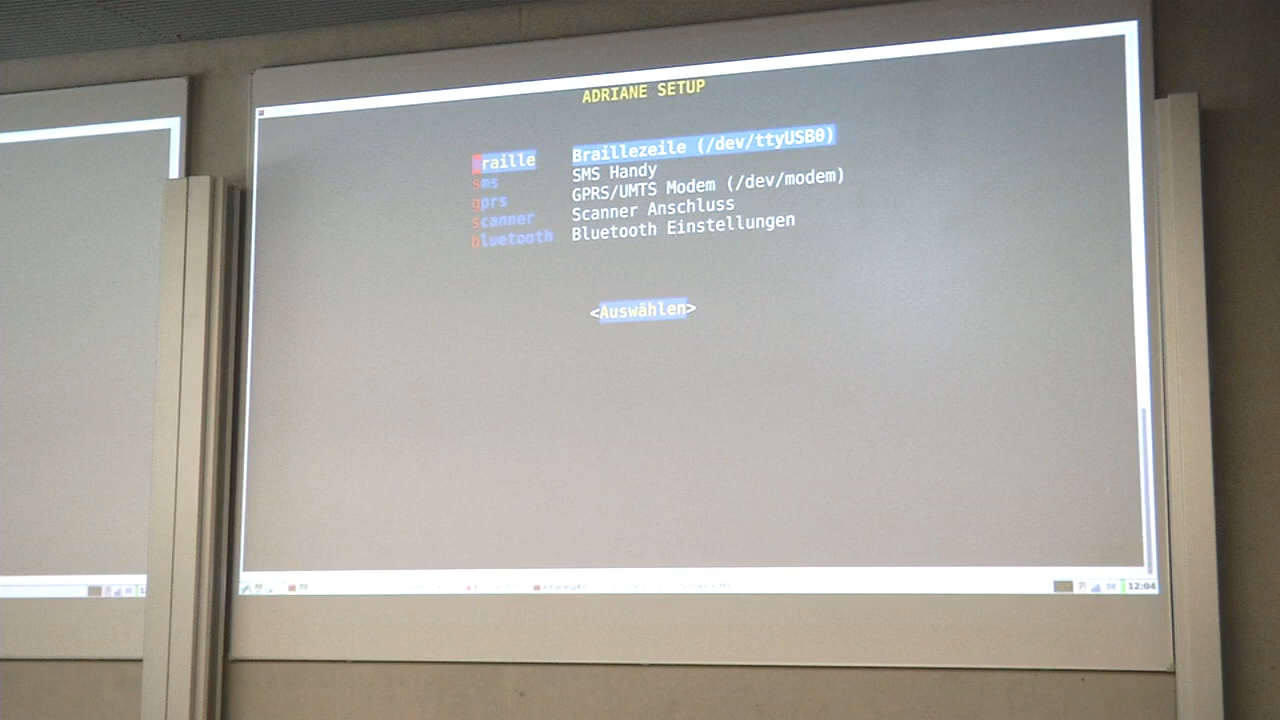 ADRIANE SETUP
braille Braillezeile (/dev/ttyUSB0)
sms SMS Handy
gprs GPRS/UMTS Modem (/dev/modem)
scanner Scanner Anschluss
bluetooth Bluetooth Einstellungen
<Auswählen>
12:04